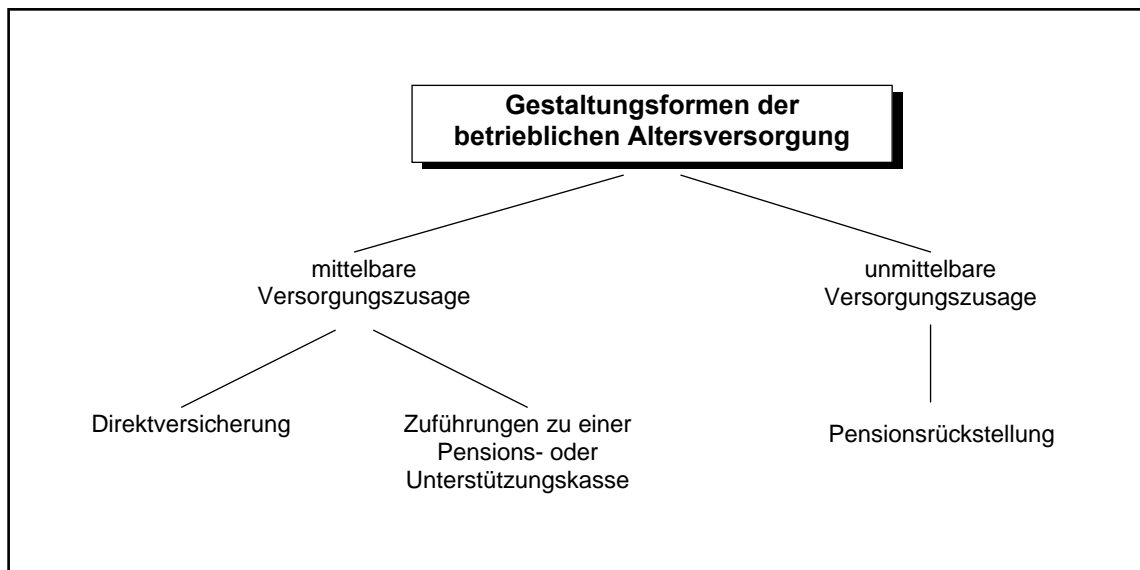 Gestaltungsformen der
betrieblichen Altersversorgung
mittelbare
Versorgungszusage
unmittelbare
Versorgungszusage
Direktversicherung
Zuführungen zu einer
Pensions- oder
Unterstützungskasse
Pensionsrückstellung